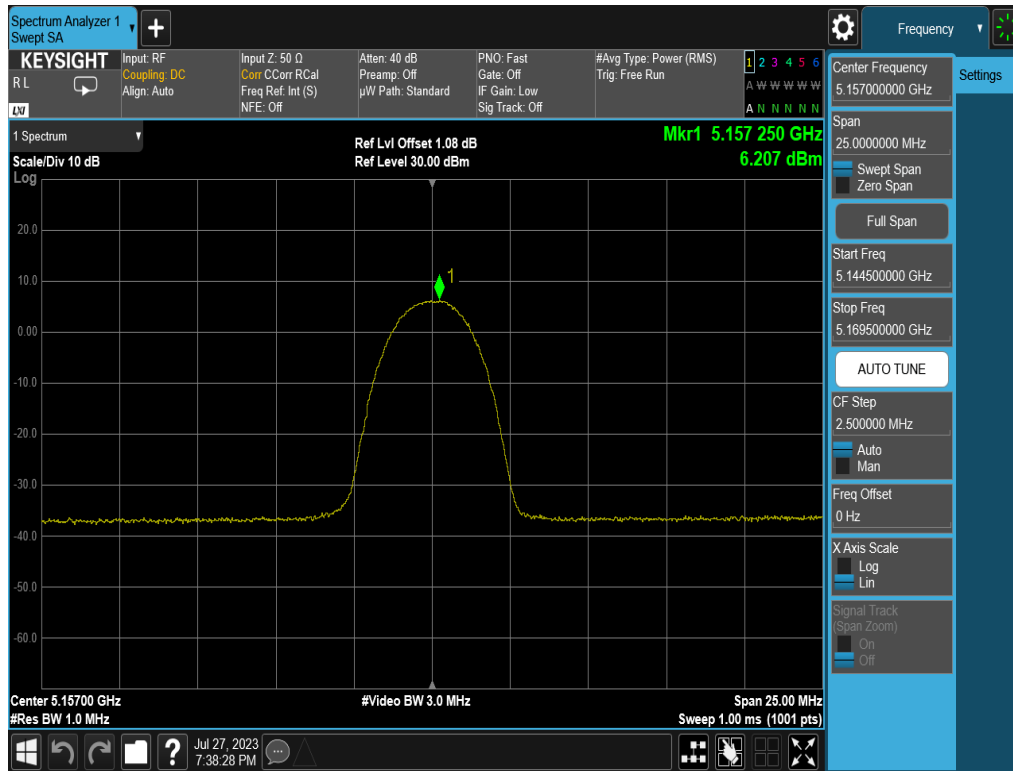 Spectrum Analyzer 1
Swept SA
+
Frequency
KEYSIGHT
R L
LXI
Input: RF
Coupling: DC
Align: Auto
Input Z: 50 Ω
Corr CCorr RCal
Freq Ref: Int (S)
NFE: Off
Atten: 40 dB
Preamp: Off
µW Path: Standard
PNO: Fast
Gate: Off
IF Gain: Low
Sig Track: Off
#Avg Type: Power (RMS)
Trig: Free Run
1 2 3 4 5 6
A W W W W W
A N N N N N
1 Spectrum
Scale/Div 10 dB
Log
Ref Lvl Offset 1.08 dB
Ref Level 30.00 dBm
Mkr1 5.157 250 GHz
6.207 dBm
20.0
10.0
0.00
-10.0
-20.0
-30.0
-40.0
-50.0
-60.0
1
Center 5.15700 GHz
#Res BW 1.0 MHz
#Video BW 3.0 MHz
Span 25.00 MHz
Sweep 1.00 ms (1001 pts)
Center Frequency
5.157000000 GHz
Settings
Span
25.0000000 MHz
Swept Span
Zero Span
Full Span
Start Freq
5.144500000 GHz
Stop Freq
5.169500000 GHz
AUTO TUNE
CF Step
2.500000 MHz
Auto
Man
Freq Offset
0 Hz
X Axis Scale
Log
Lin
Signal Track
(Span Zoom)
On
Off
?
Jul 27, 2023
7:38:28 PM